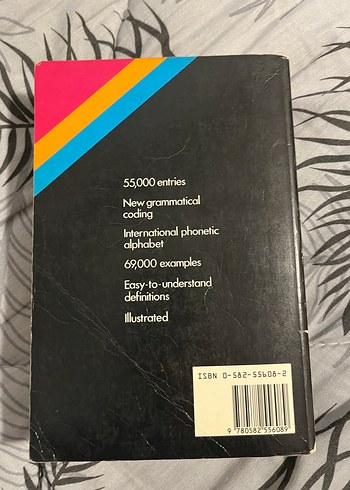 55,000 entries
New grammatical
coding
International phonetic
alphabet
69,000 examples
Easy-to-understand
definitions
Illustrated
ISBN 0-582-55608-2
9 780582 556089